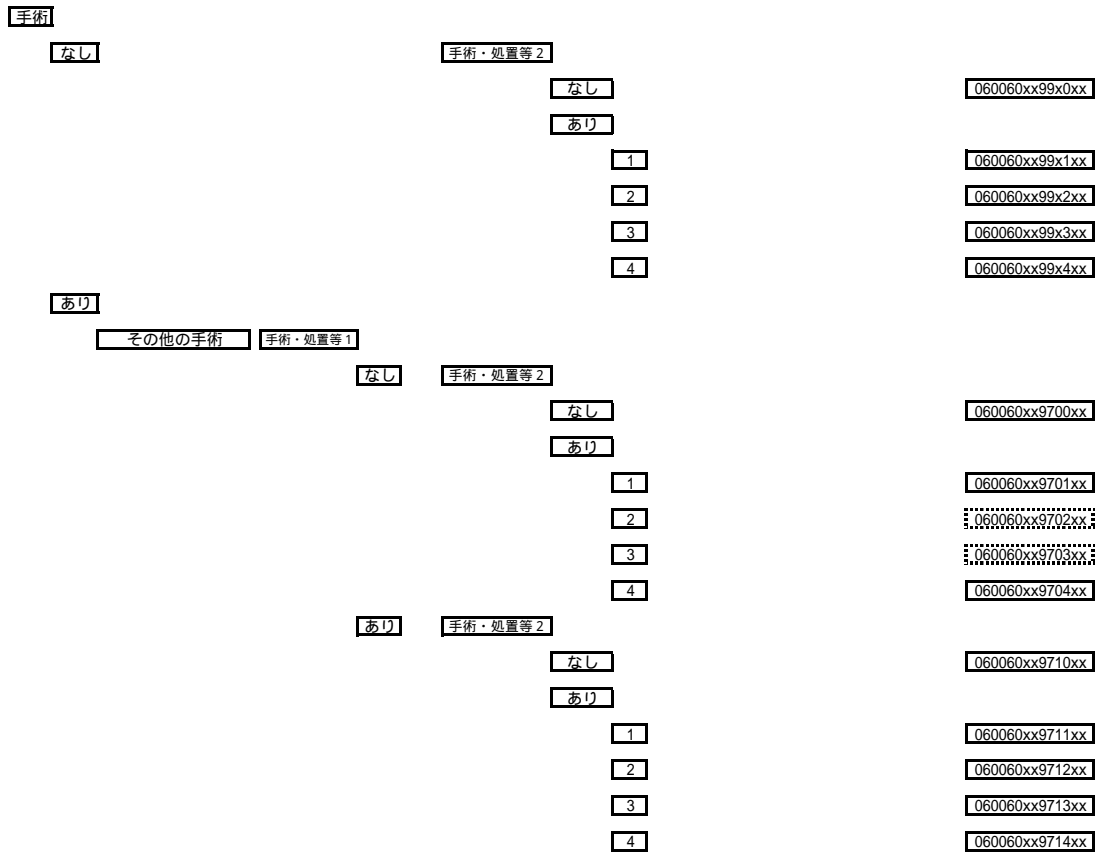 手術
なし 手術・処置等2
なし 060060xx99x0xx
あり
1 060060xx99x1xx
2 060060xx99x2xx
3 060060xx99x3xx
4 060060xx99x4xx
あり
その他の手術 手術・処置等1
なし 手術・処置等2
なし 060060xx9700xx
あり
1 060060xx9701xx
2 060060xx9702xx
3 060060xx9703xx
4 060060xx9704xx
あり 手術・処置等2
なし 060060xx9710xx
あり
1 060060xx9711xx
2 060060xx9712xx
3 060060xx9713xx
4 060060xx9714xx